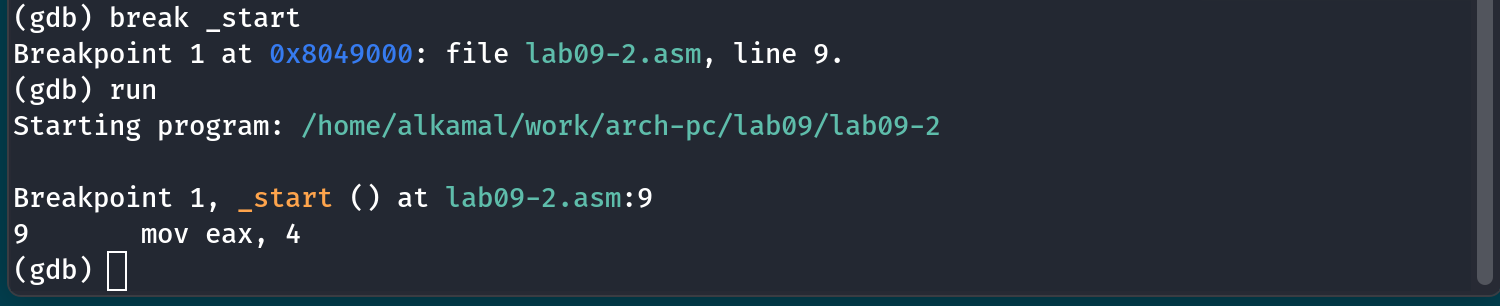 (gdb) break _start
Breakpoint 1 at 0x8049000: file lab09-2.asm, line 9.
(gdb) run
Starting program: /home/alkamal/work/arch-pc/lab09/lab09-2
Breakpoint 1, _start () at lab09-2.asm:9
9       mov eax, 4
(gdb)